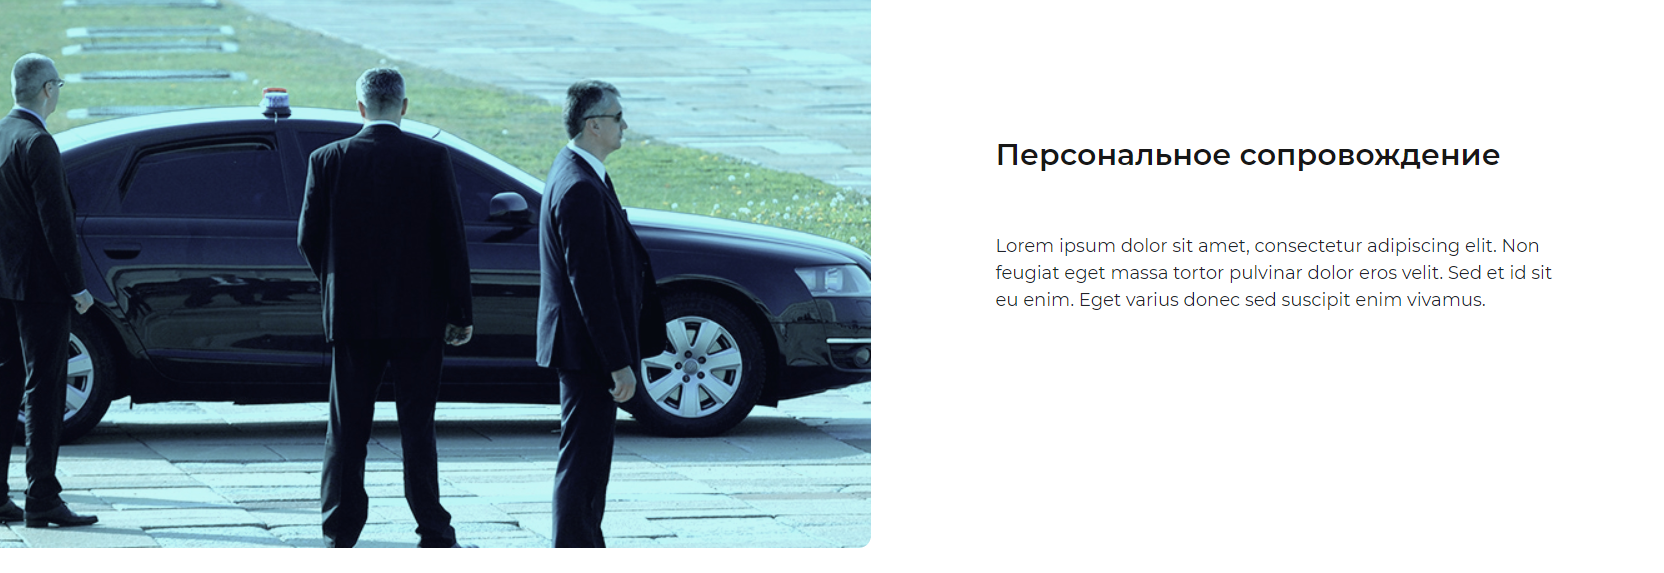 Персональное сопровождение
Lorem ipsum dolor sit amet, consectetur adipiscing elit. Non
feugiat eget massa tortor pulvinar dolor eros velit. Sed et id sit
eu enim. Eget varius donec sed suscipit enim vivamus.